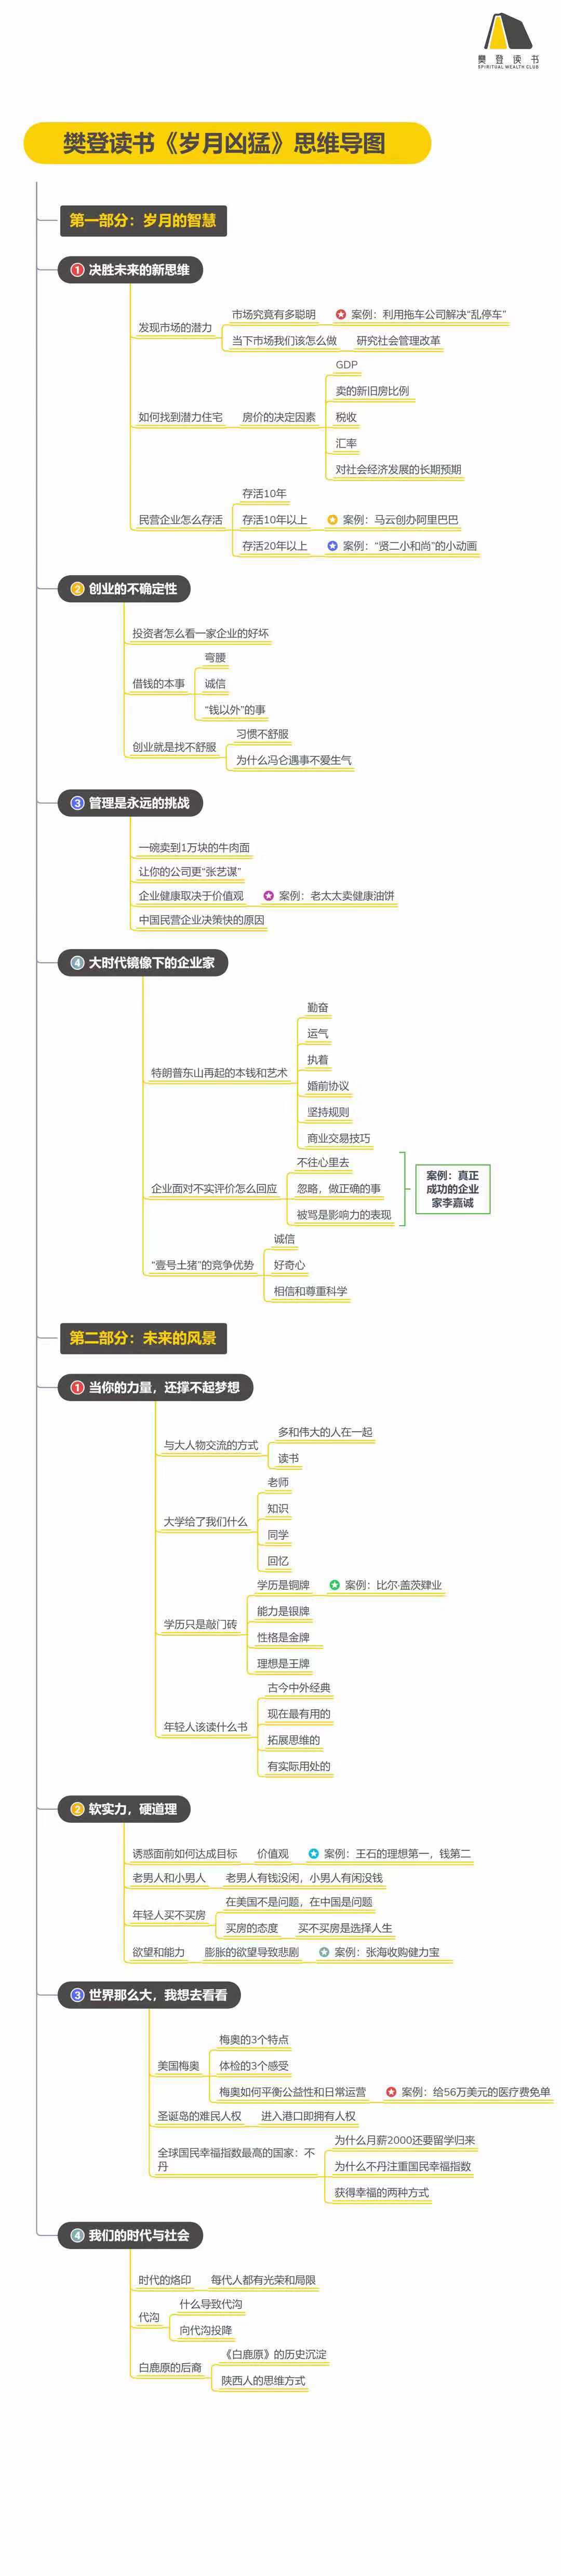 樊登读书
SPIRITUAL WEALTH CLUB
樊登读书《岁月凶猛》思维导图
第一部分：岁月的智慧
1 决胜未来的新思维
发现市场的潜力
市场究竟有多聪明
案例：利用拖车公司解决“乱停车”
当下市场我们该怎么做
研究社会管理改革
如何找到潜力住宅
房价的决定因素
GDP
卖的新旧房比例
税收
汇率
对社会经济发展的长期预期
民营企业怎么存活
存活10年
存活10年以上
案例：马云创办阿里巴巴
存活20年以上
案例：“贤二小和尚”的小动画
2 创业的不确定性
投资者怎么看一家企业的好坏
借钱的本事
弯腰
诚信
“钱以外”的事
创业就是找不舒服
习惯不舒服
为什么冯仑遇事不爱生气
3 管理是永远的挑战
一碗卖到1万块的牛肉面
让你的公司更“张艺谋”
企业健康取决于价值观
案例：老太太卖健康油饼
中国民营企业决策快的原因
4 大时代镜像下的企业家
特朗普东山再起的本钱和艺术
勤奋
运气
执着
婚前协议
坚持规则
商业交易技巧
企业面对不实评价怎么回应
不往心里去
忽略，做正确的事
被骂是影响力的表现
案例：真正
成功的企业
家李嘉诚
“壹号土猪”的竞争优势
诚信
好奇心
相信和尊重科学
第二部分：未来的风景
1 当你的力量，还撑不起梦想
与大人物交流的方式
多和伟大的人在一起
读书
大学给了我们什么
老师
知识
同学
回忆
学历只是敲门砖
学历是铜牌
案例：比尔·盖茨肄业
能力是银牌
性格是金牌
理想是王牌
年轻人该读什么书
古今中外经典
现在最有用的
拓展思维的
有实际用处的
2 软实力，硬道理
诱惑面前如何达成目标
价值观
案例：王石的理想第一，钱第二
老男人和小男人
老男人有钱没闲，小男人有闲没钱
年轻人买不买房
在美国不是问题，在中国是问题
买房的态度
买不买房是选择人生
欲望和能力
膨胀的欲望导致悲剧
案例：张海收购健力宝
3 世界那么大，我想去看看
美国梅奥
梅奥的3个特点
体检的3个感受
梅奥如何平衡公益性和日常运营
案例：给56万美元的医疗费免单
圣诞岛的难民人权
进入港口即拥有人权
全球国民幸福指数最高的国家：不
丹
为什么月薪2000还要留学归来
为什么不丹注重国民幸福指数
获得幸福的两种方式
4 我们的时代与社会
时代的烙印
每代人都有光荣和局限
代沟
什么导致代沟
向代沟投降
白鹿原的后裔
《白鹿原》的历史沉淀
陕西人的思维方式